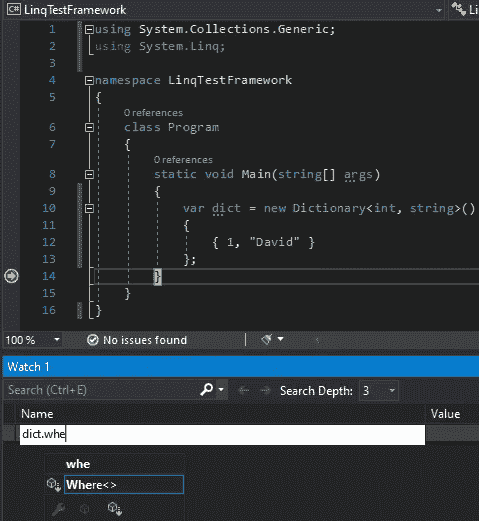 C# LinqTestFramework Li
1 using System.Collections.Generic;
2 using System.Linq;
3
4 namespace LinqTestFramework
5 {
0 references
6 class Program
7 {
0 references
8 static void Main(string[] args)
9 {
10 var dict = new Dictionary<int, string>()
11 {
12 { 1, "David" }
13 };
14 }
15 }
16 }
100 % No issues found
Watch 1
Search (Ctrl+E) Search Depth: 3
Name Value
dict.whe
whe
Where<>